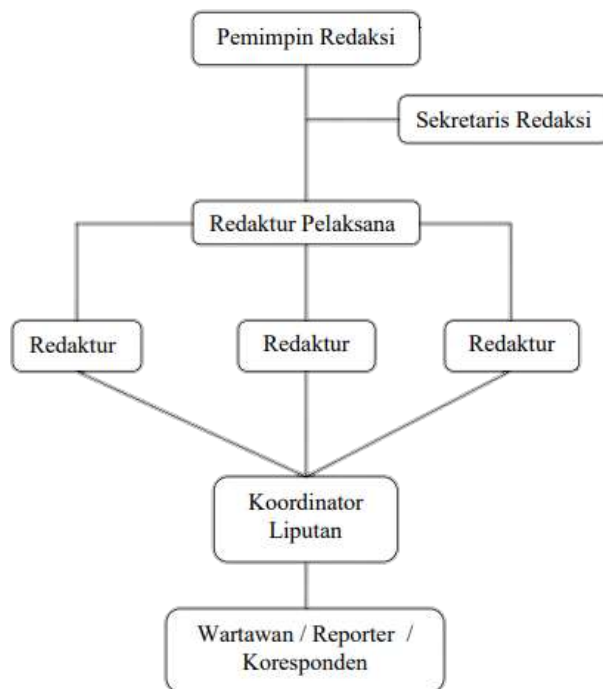 Pemimpin Redaksi
Sekretaris Redaksi
Redaktur Pelaksana
Redaktur
Redaktur
Redaktur
Koordinator
Liputan
Wartawan / Reporter /
Koresponden